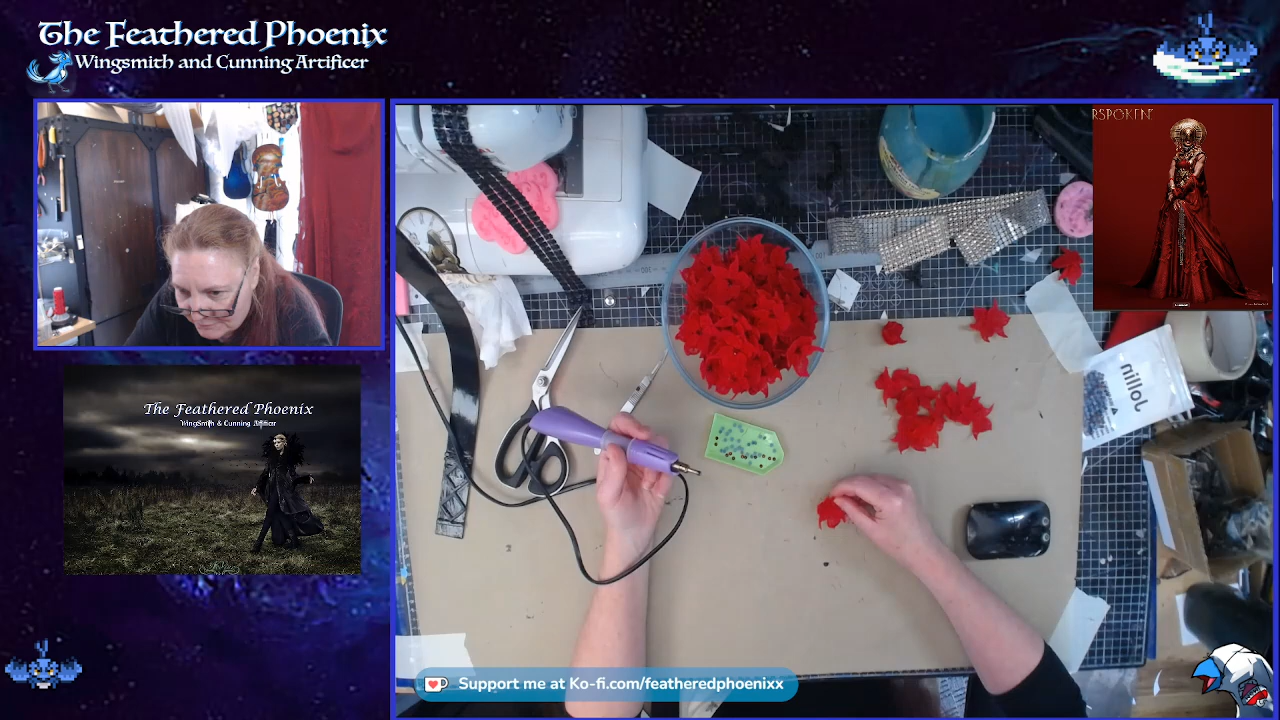 The Feathered Phoenix
Wingsmith and Cunning Artificer
RSPOKEN
The Feathered Phoenix
WingSmith & Cunning Artificer
nilloL
Support me at Ko-fi.com/featheredphoenixx